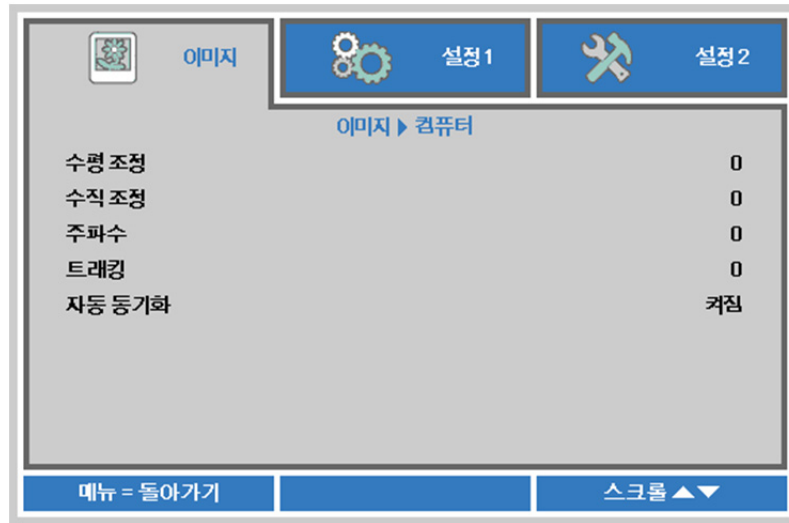 이미지 설정 1 설정 2
이미지 ▶ 컴퓨터
수평 조정 0
수직 조정 0
주파수 0
트래킹 0
자동 동기화 켜짐
메뉴 = 돌아가기 스크롤 ▲▼